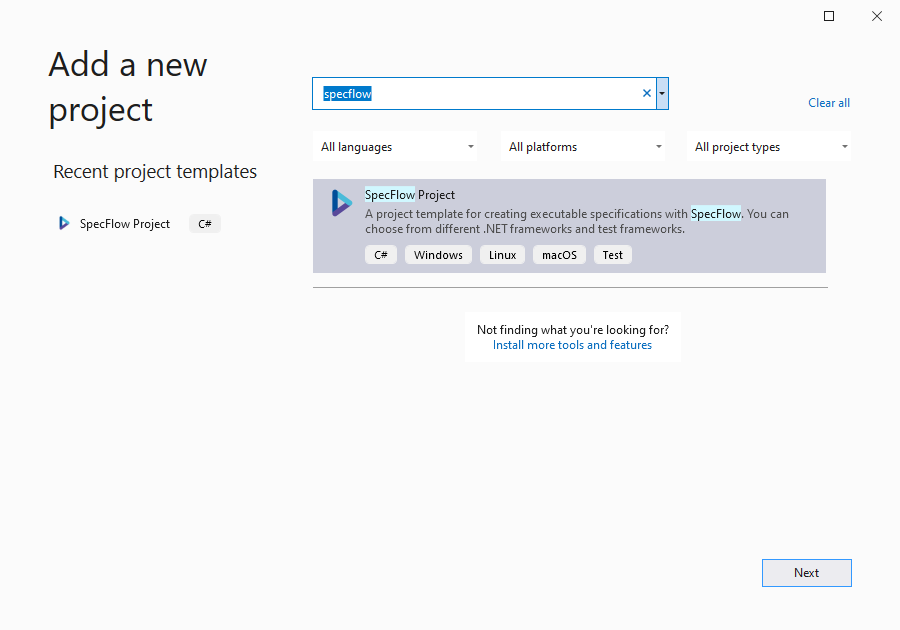 Add a new
project
specflow
Clear all
All languages
All platforms
All project types
Recent project templates
SpecFlow Project
C#
SpecFlow Project
A project template for creating executable specifications with SpecFlow. You can
choose from different .NET frameworks and test frameworks.
C#
Windows
Linux
macOS
Test
Not finding what you're looking for?
Install more tools and features
Next